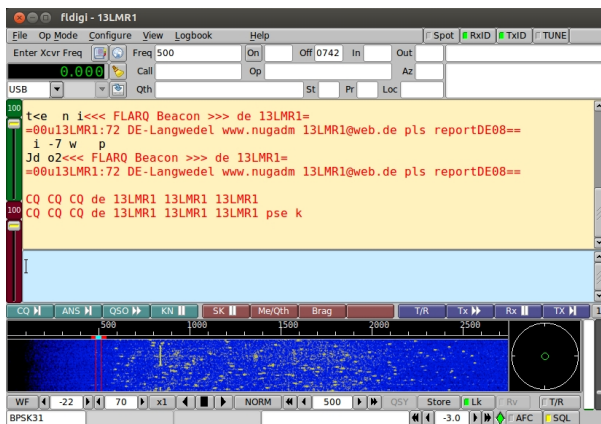 fldigi - 13LMR1
File Op Mode Configure View Logbook Help Spot RxID TxID TUNE
Enter Xcvr Freq Freq 500 On Off 0742 In Out
0.000 Call Op Az
USB Qth St Pr Loc
100
t<e n i<<< FLARQ Beacon >>> de 13LMR1=
=00u13LMR1:72 DE-Langwedel www.nugadm 13LMR1@web.de pls reportDE08==
i -7 w p
Jd o2<<< FLARQ Beacon >>> de 13LMR1=
=00u13LMR1:72 DE-Langwedel www.nugadm 13LMR1@web.de pls reportDE08==
CQ CQ CQ de 13LMR1 13LMR1 13LMR1
100
CQ CQ CQ de 13LMR1 13LMR1 13LMR1 pse k
CQ ANS QSO KN SK Me/Qth Brag T/R Tx Rx TX 1
500 1000 1500 2000 2500
WF -22 70 x1 NORM 500 QSY Store Lk Rv T/R
BPSK31 -3.0 AFC SQL